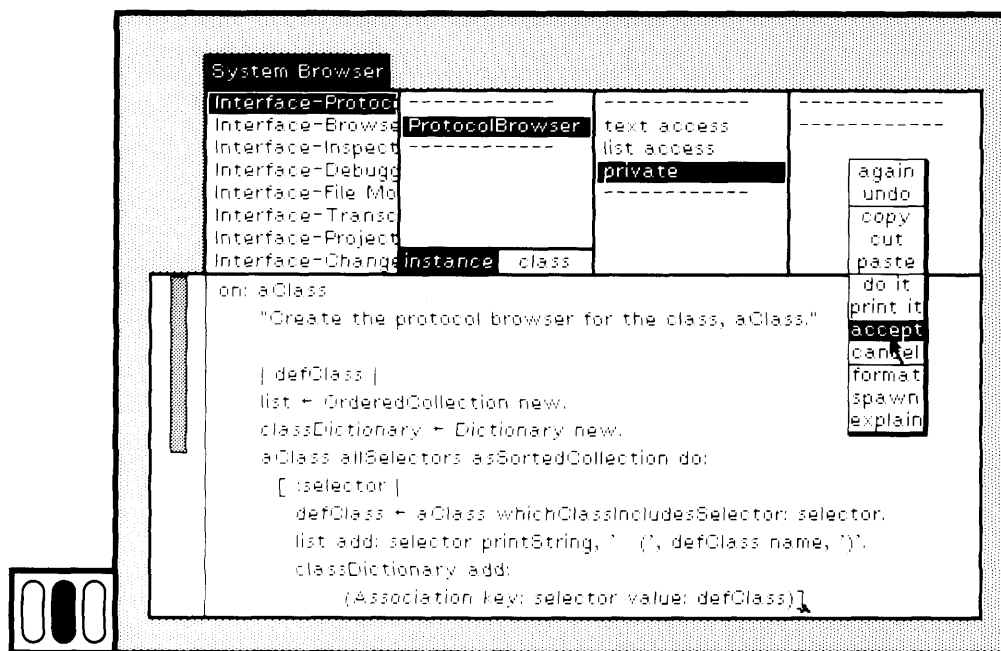 System Browser
Interface-Protoc
Interface-Browse
Interface-Inspect
Interface-Debugg
Interface-File Mo
Interface-Transc
Interface-Project
Interface-Change
------------
ProtocolBrowser
------------
instance class
------------
text access
list access
private
------------
------------
------------
again
undo
copy
cut
paste
do it
print it
accept
cancel
format
spawn
explain
on: aClass
"Create the protocol browser for the class, aClass."
| defClass |
list ← OrderedCollection new.
classDictionary ← Dictionary new.
aClass allSelectors asSortedCollection do:
[ :selector |
defClass ← aClass whichClassIncludesSelector: selector.
list add: selector printString, ' (', defClass name, ')'.
classDictionary add:
(Association key: selector value: defClass)]